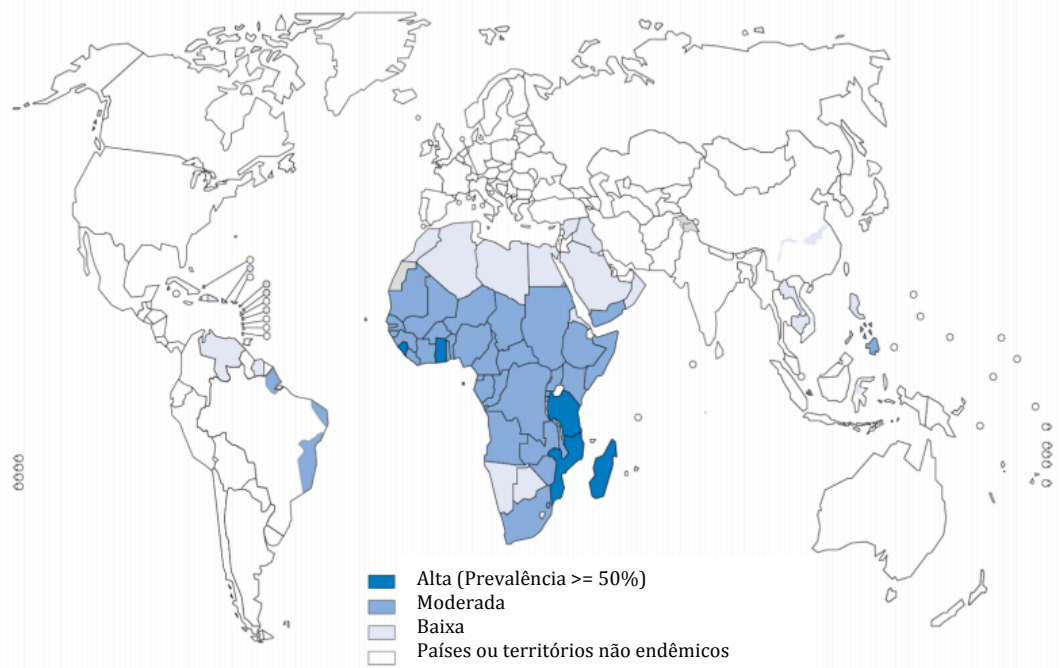 Alta (Prevalência >= 50%)
Moderada
Baixa
Países ou territórios não endêmicos